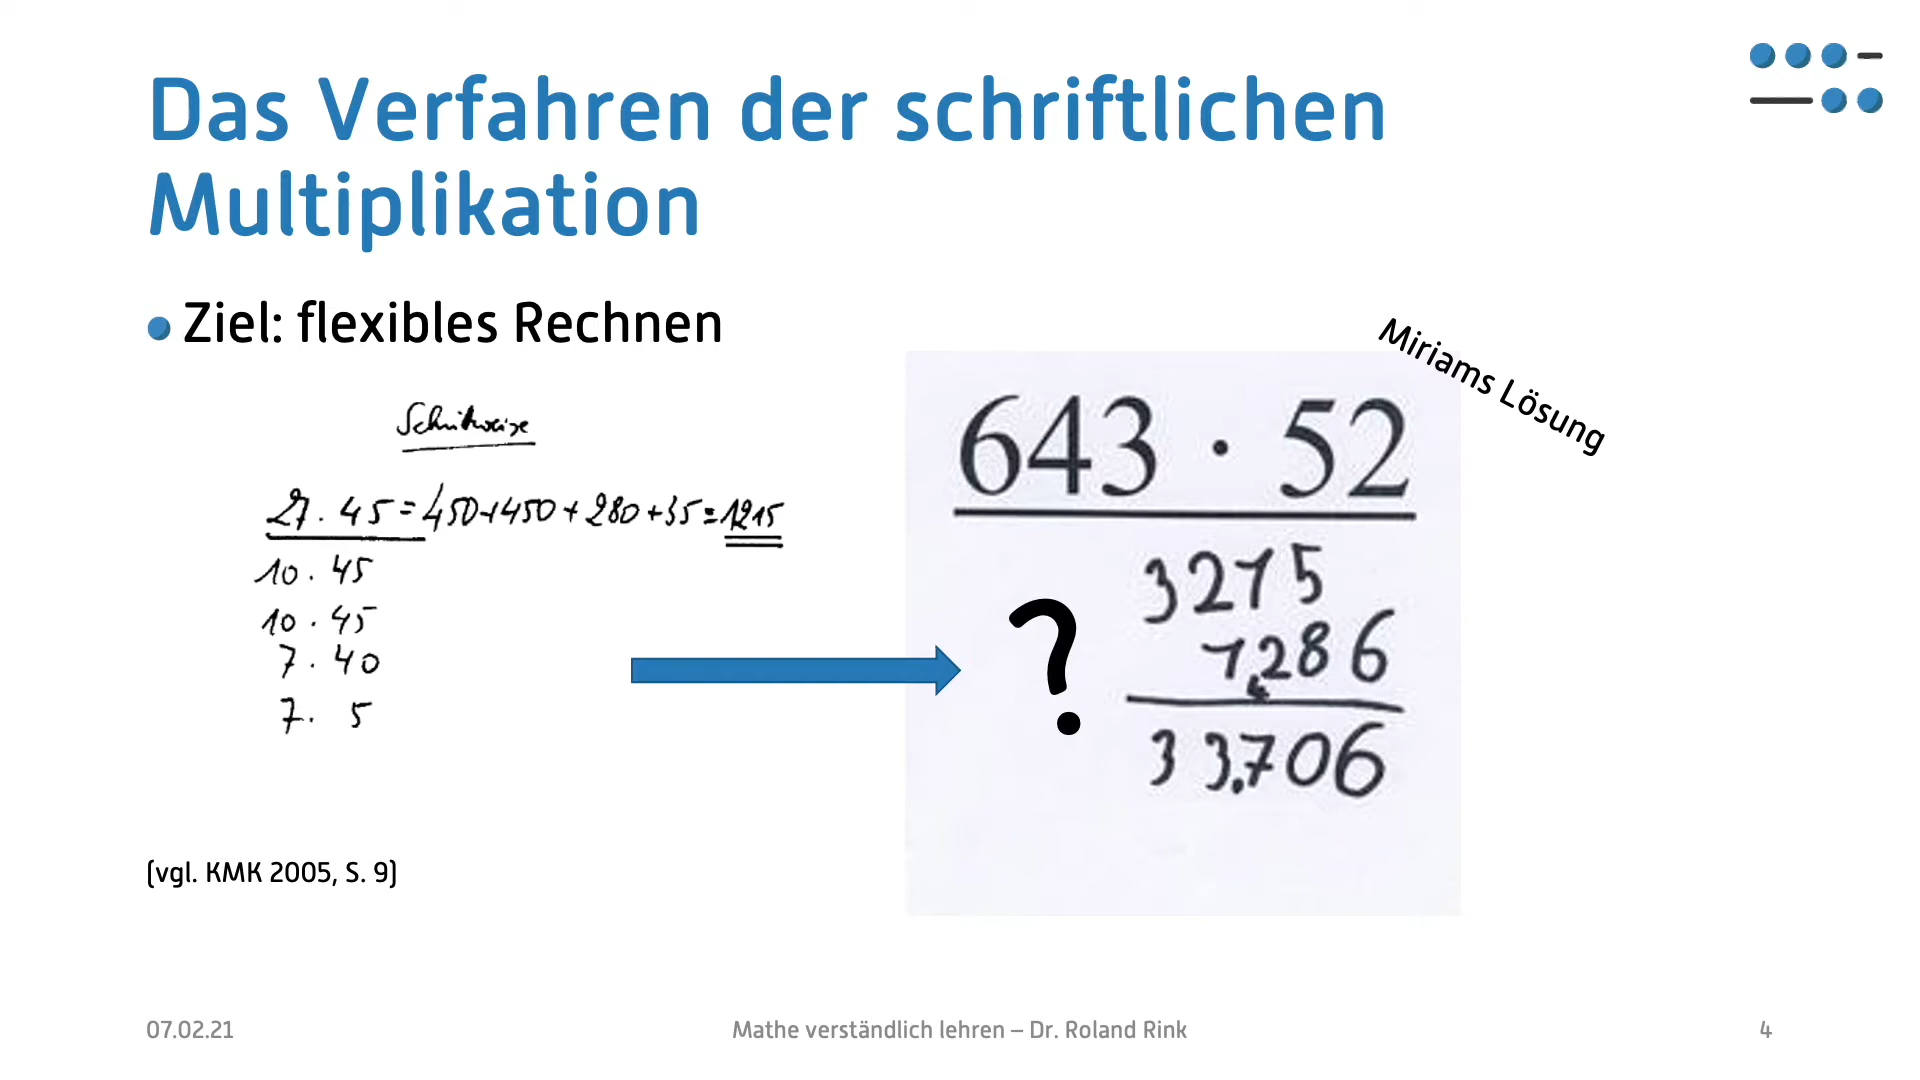 Das Verfahren der schriftlichen
Multiplikation
Ziel: flexibles Rechnen
Schrittweise
27 · 45 = 450 + 450 + 280 + 35 = 1215
10 · 45
10 · 45
7 · 40
7 · 5
Miriams Lösung
643 · 52
3215
1286
?
33.706
(vgl. KMK 2005, S. 9)
07.02.21
Mathe verständlich lehren – Dr. Roland Rink
4